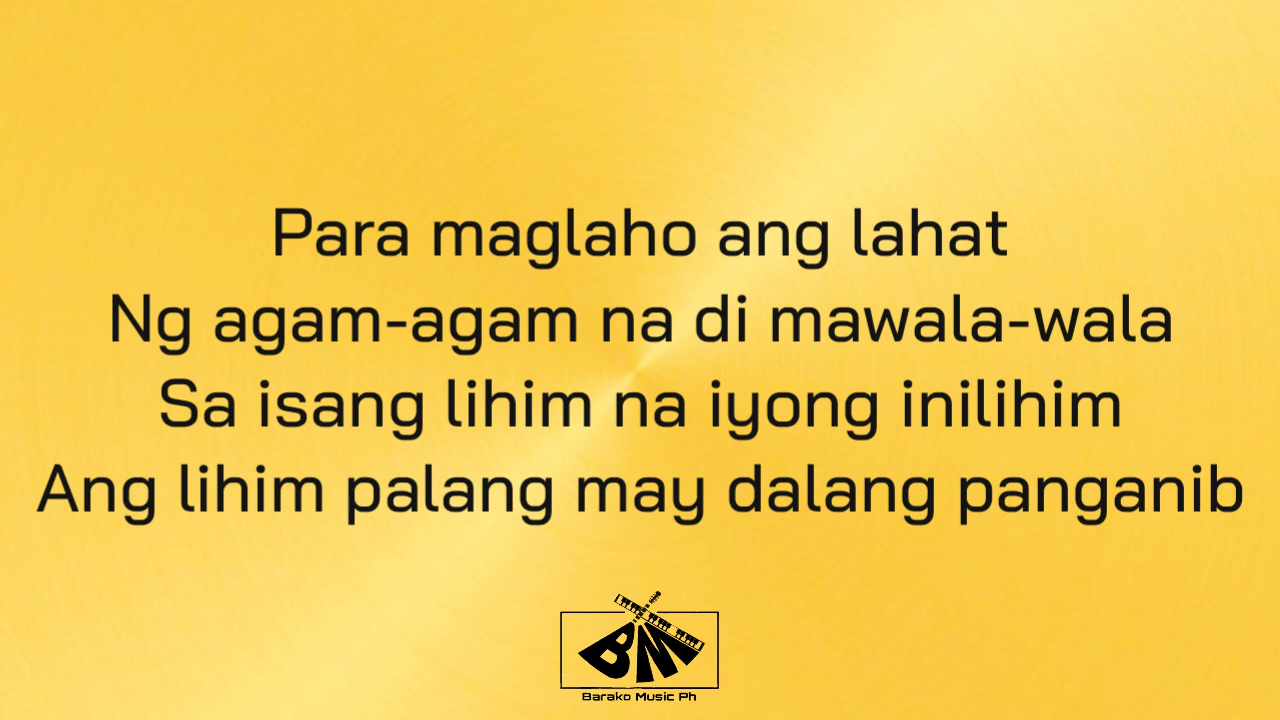 Para maglaho ang lahat
Ng agam-agam na di mawala-wala
Sa isang lihim na iyong inilihim
Ang lihim palang may dalang panganib
BM
Barako Music Ph